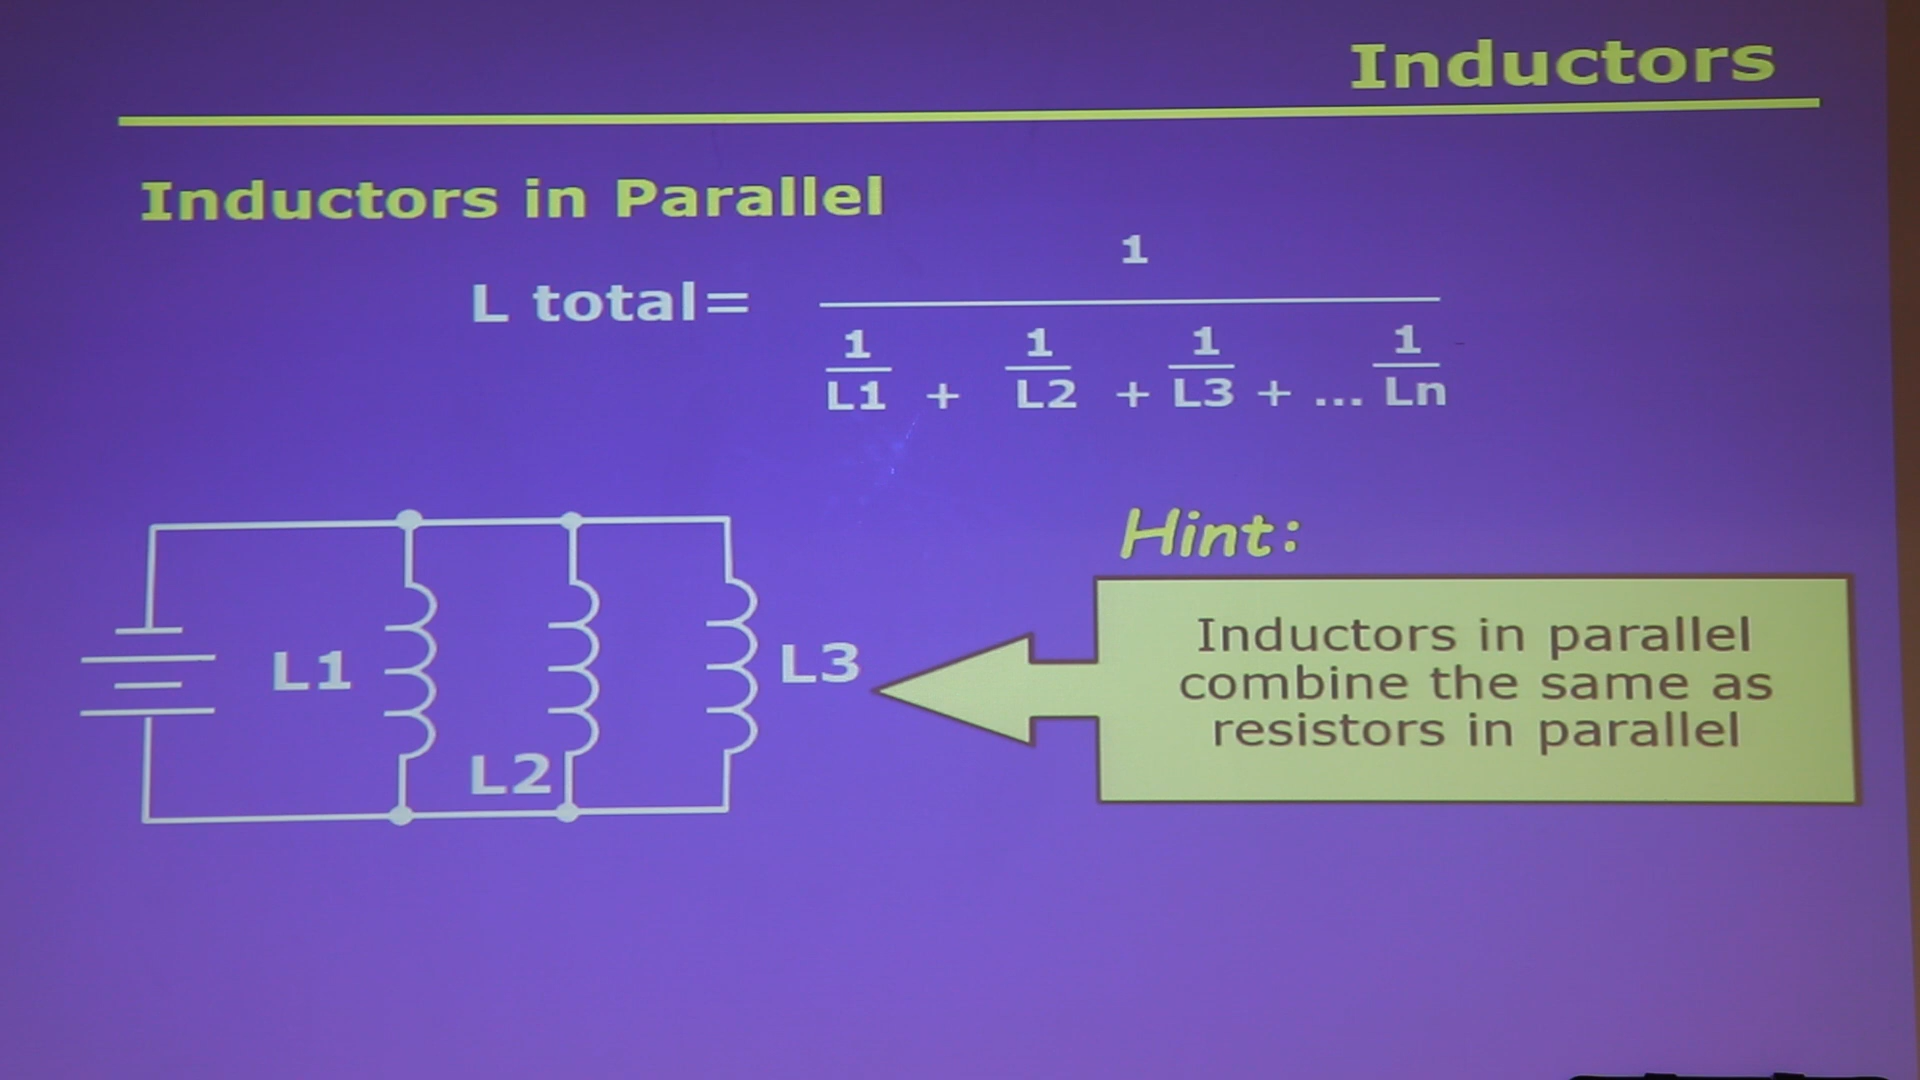 Inductors
Inductors in Parallel
1
L total=
1 1 1 1
L1 + L2 + L3 + ... Ln
Hint:
Inductors in parallel
combine the same as
resistors in parallel
L1
L2
L3